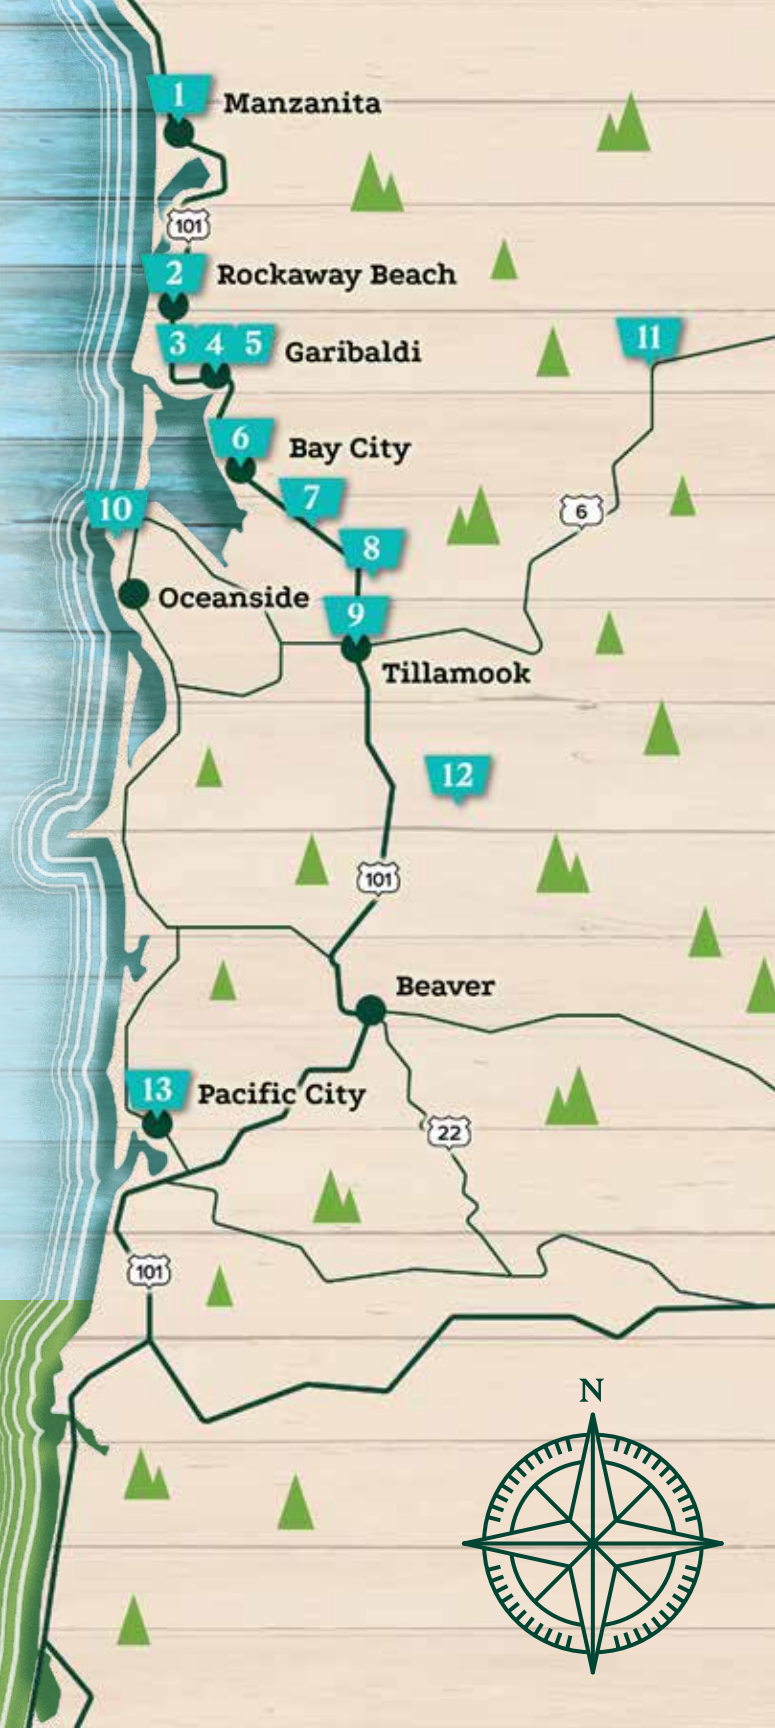 1
Manzanita
101
2
Rockaway Beach
3 4 5
Garibaldi
11
6
Bay City
7
10
6
8
Oceanside
9
Tillamook
12
101
Beaver
13
Pacific City
22
101
N